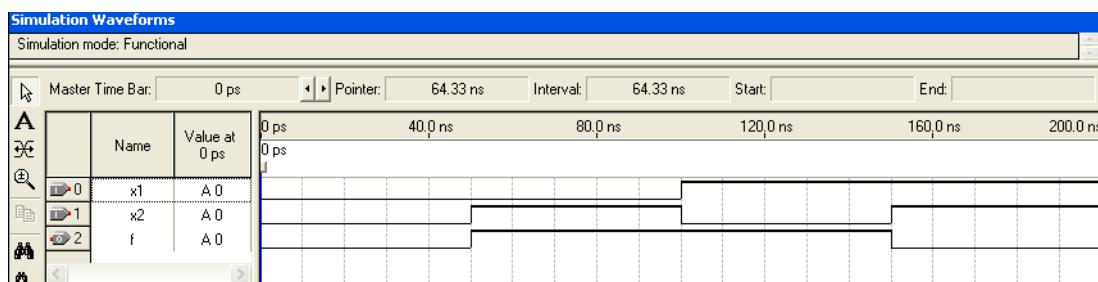 Simulation Waveforms
Simulation mode: Functional
Master Time Bar: 0 ps Pointer: 64.33 ns Interval: 64.33 ns Start: End:
Name Value at 0 ps 0 ps 40.0 ns 80.0 ns 120.0 ns 160.0 ns 200.0 ns
0 ps
0 x1 A 0
1 x2 A 0
2 f A 0